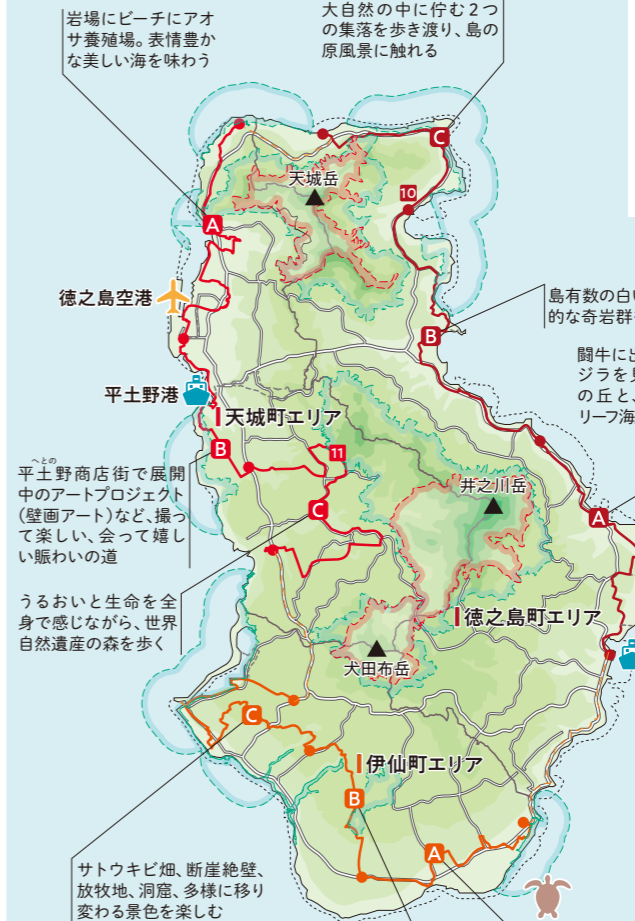 岩場にビーチにアオ
サ養殖場。表情豊か
な美しい海を味わう
大自然の中に佇む2つ
の集落を歩き渡り、島の
原風景に触れる
C
天城岳
10
A
徳之島空港
島有数の白
的な奇岩群
B
闘牛に出
ジラを見
の丘と、
リーフ海
平土野港
天城町エリア
B
11
へとの
平土野商店街で展開
中のアートプロジェクト
(壁画アート)など、撮っ
て楽しい、会って嬉し
い賑わいの道
井之川岳
C
A
うるおいと生命を全
身で感じながら、世界
自然遺産の森を歩く
徳之島町エリア
犬田布岳
C
伊仙町エリア
B
A
サトウキビ畑、断崖絶壁、
放牧地、洞窟、多様に移り
変わる景色を楽しむ